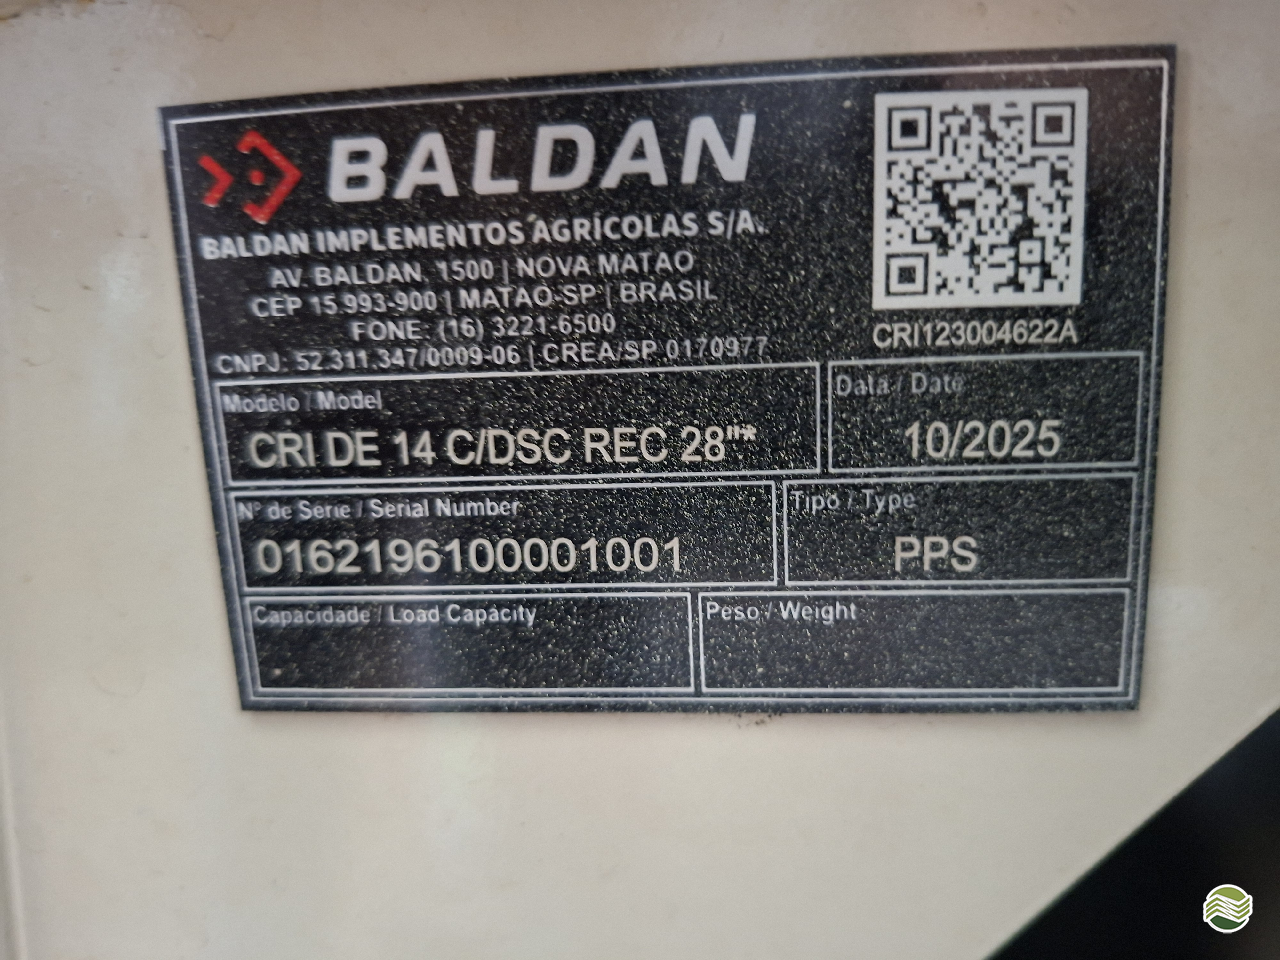 BALDAN
BALDAN IMPLEMENTOS AGRÍCOLAS S/A.
AV. BALDAN, 1500 | NOVA MATÃO
CEP 15.993-900 | MATÃO-SP | BRASIL
FONE: (16) 3221-6500
CNPJ: 52.311.347/0009-06 | CREA/SP 0170977
CRI123004622A
Modelo / Model
CRI DE 14 C/DSC REC 28"*
Data / Date
10/2025
Nº de Série / Serial Number
0162196100001001
Tipo / Type
PPS
Capacidade / Load Capacity
Peso / Weight